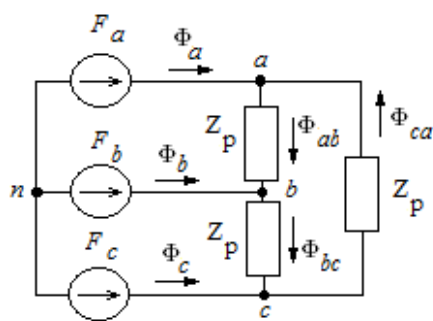 F_a Φ_a a
Z_p Φ_ab Φ_ca
n F_b Φ_b b Z_p
Z_p
F_c Φ_c Φ_bc
c